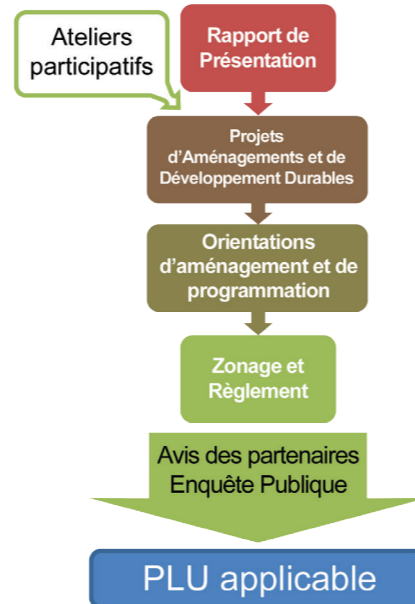 Ateliers
participatifs
Rapport de
Présentation
Projets
d'Aménagements et de
Développement Durables
Orientations
d'aménagement et de
programmation
Zonage et
Règlement
Avis des partenaires
Enquête Publique
PLU applicable